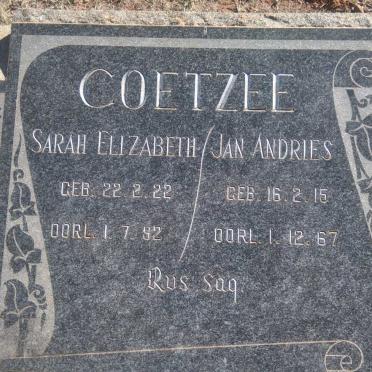 COETZEE
SARAH ELIZABETH / JAN ANDRIES
GEB. 22.2.22 GEB. 16.2.15
OORL. 1.7.92 OORL. 1.12.67
Rus Sag.